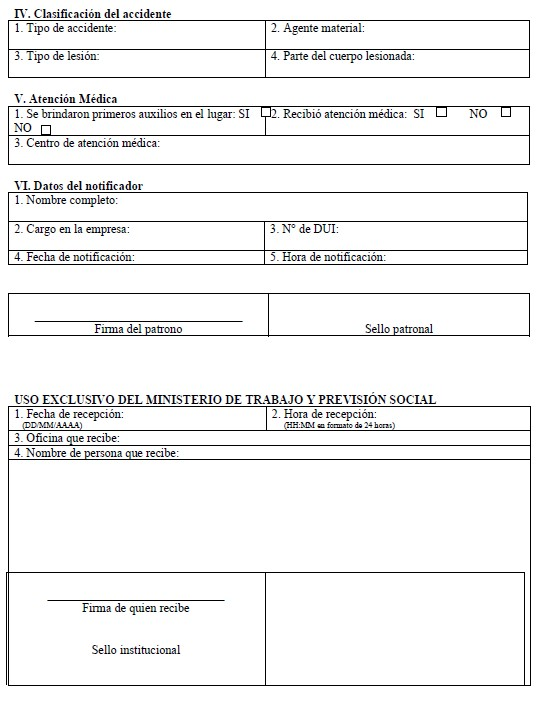 IV. Clasificación del accidente
1. Tipo de accidente:
2. Agente material:
3. Tipo de lesión:
4. Parte del cuerpo lesionada:
V. Atención Médica
1. Se brindaron primeros auxilios en el lugar: SI
NO
2. Recibió atención médica: SI NO
3. Centro de atención médica:
VI. Datos del notificador
1. Nombre completo:
2. Cargo en la empresa:
3. N° de DUI:
4. Fecha de notificación:
5. Hora de notificación:
Firma del patrono
Sello patronal
USO EXCLUSIVO DEL MINISTERIO DE TRABAJO Y PREVISIÓN SOCIAL
1. Fecha de recepción:
(DD/MM/AAAA)
2. Hora de recepción:
(HH:MM en formato de 24 horas)
3. Oficina que recibe:
4. Nombre de persona que recibe:
Firma de quien recibe
Sello institucional